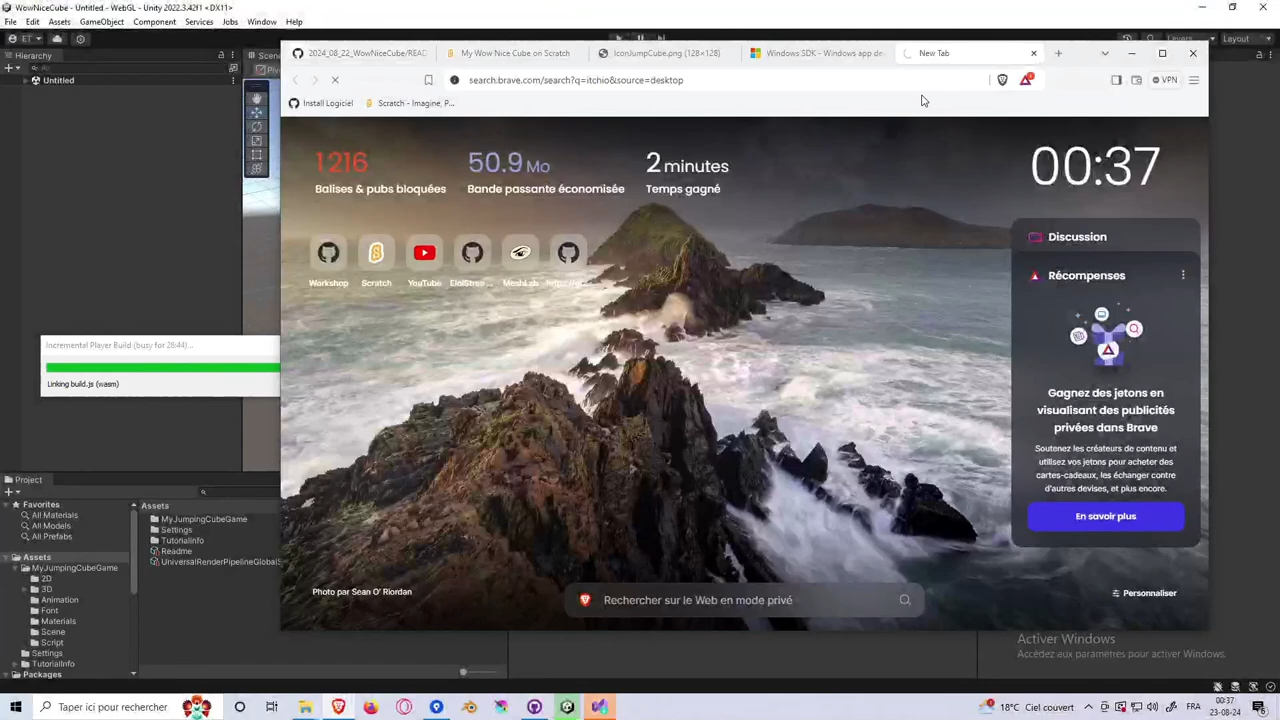 WowNiceCube - Untitled - WebGL - Unity 2022.3.42f1 <DX11>
File Edit Assets GameObject Component Services Jobs Window Help
ET
Layers Layout
Hierarchy
Untitled
2024_08_22_WowNiceCube/READ
My Wow Nice Cube on Scratch
IconJumpCube.png (128×128)
Windows SDK - Windows app de
New Tab
search.brave.com/search?q=itchio&source=desktop
VPN
Install Logiciel
Scratch - Imagine, P...
1 216
Balises & pubs bloquées
50.9 Mo
Bande passante économisée
2 minutes
Temps gagné
00:37
Workshop
Scratch
YouTube
Discussion
Récompenses
Gagnez des jetons en
visualisant des publicités
privées dans Brave
Soutenez les créateurs de contenu et
utilisez vos jetons pour acheter des
cartes-cadeaux, les échanger contre
d'autres devises, et plus encore.
En savoir plus
Photo par Sean O' Riordan
Rechercher sur le Web en mode privé
Personnaliser
Incremental Player Build (busy for 28:44)...
Linking build.js (wasm)
Project
Favorites
All Materials
All Models
All Prefabs
Assets
MyJumpingCubeGame
2D
3D
Animation
Font
Materials
Scene
Script
Settings
TutorialInfo
Packages
Assets
MyJumpingCubeGame
Settings
TutorialInfo
Readme
UniversalRenderPipelineGlobalS
Activer Windows
Accédez aux paramètres pour activer Windows.
Taper ici pour rechercher
18°C Ciel couvert
FRA
00:37
23-08-24